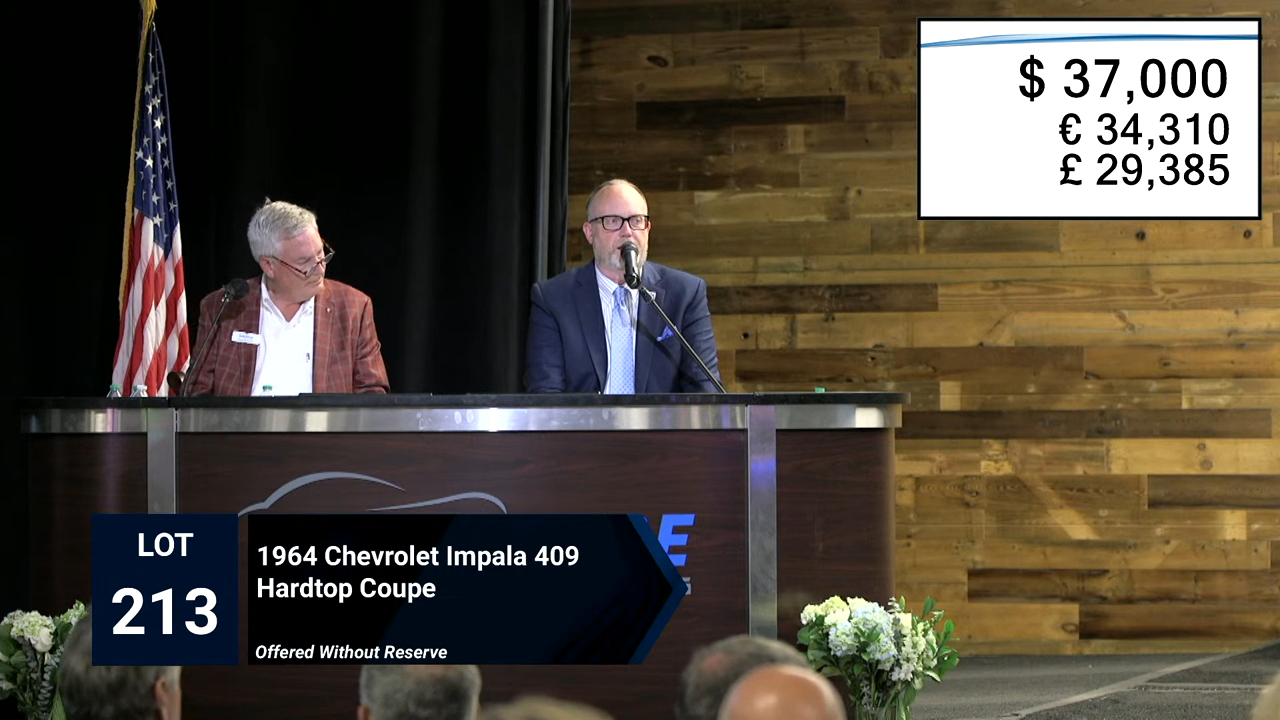 $ 37,000
€ 34,310
£ 29,385
LOT
213
1964 Chevrolet Impala 409
Hardtop Coupe
Offered Without Reserve